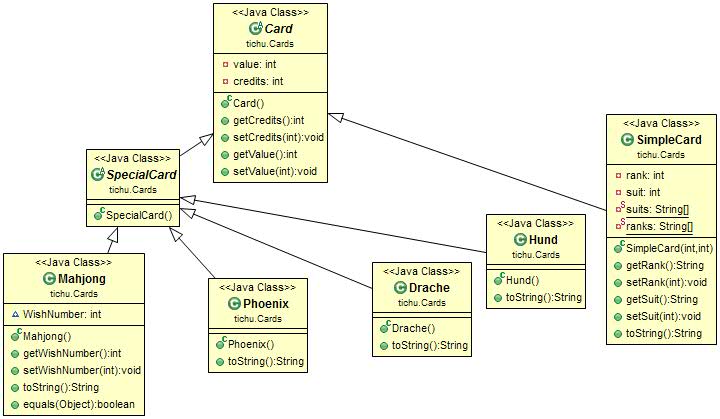 <<Java Class>>
Card
tichu.Cards
value: int
credits: int
Card()
getCredits():int
setCredits(int):void
getValue():int
setValue(int):void
<<Java Class>>
SpecialCard
tichu.Cards
SpecialCard()
<<Java Class>>
SimpleCard
tichu.Cards
rank: int
suit: int
suits: String[]
ranks: String[]
SimpleCard(int,int)
getRank():String
setRank(int):void
getSuit():String
setSuit(int):void
toString():String
<<Java Class>>
Mahjong
tichu.Cards
WishNumber: int
Mahjong()
getWishNumber():int
setWishNumber(int):void
toString():String
equals(Object):boolean
<<Java Class>>
Phoenix
tichu.Cards
Phoenix()
toString():String
<<Java Class>>
Drache
tichu.Cards
Drache()
toString():String
<<Java Class>>
Hund
tichu.Cards
Hund()
toString():String